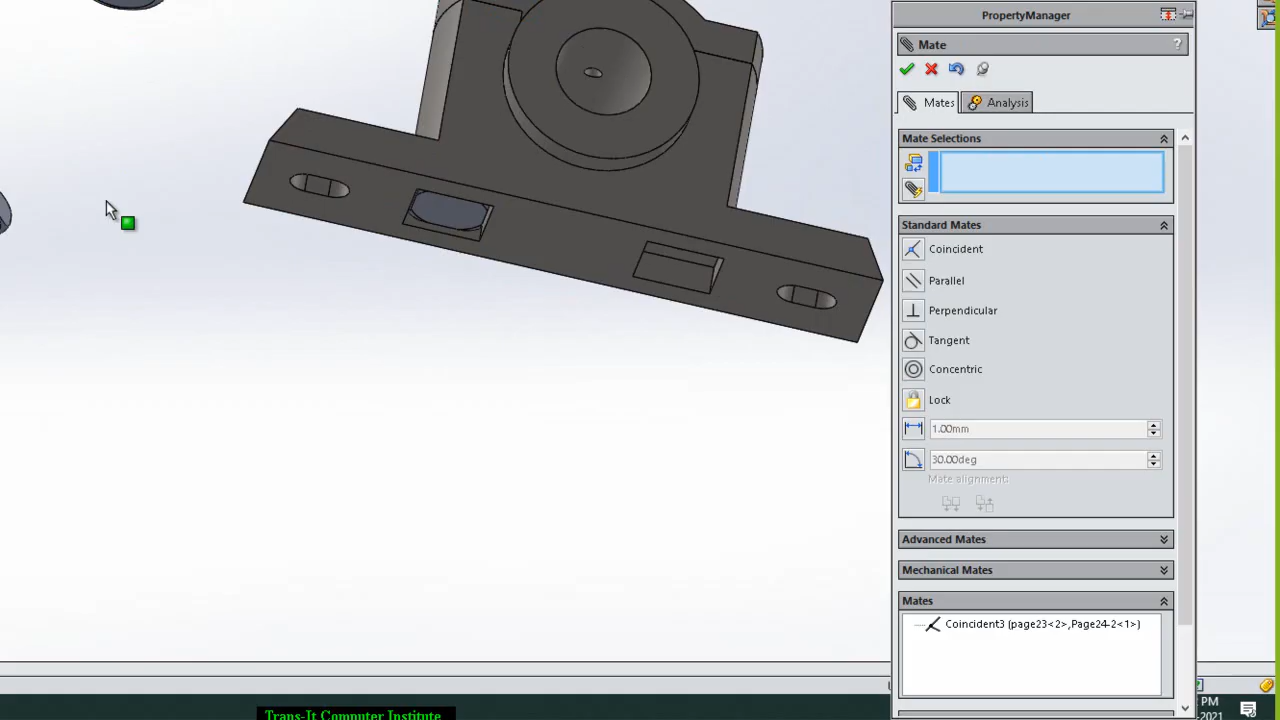 PropertyManager
Mate
?
Mates
Analysis
Mate Selections
Standard Mates
Coincident
Parallel
Perpendicular
Tangent
Concentric
Lock
1.00mm
30.00deg
Mate alignment:
Advanced Mates
Mechanical Mates
Mates
Coincident3 (page23<2>,Page24-2<1>)
PM
-2021
Trans-It Computer Institute